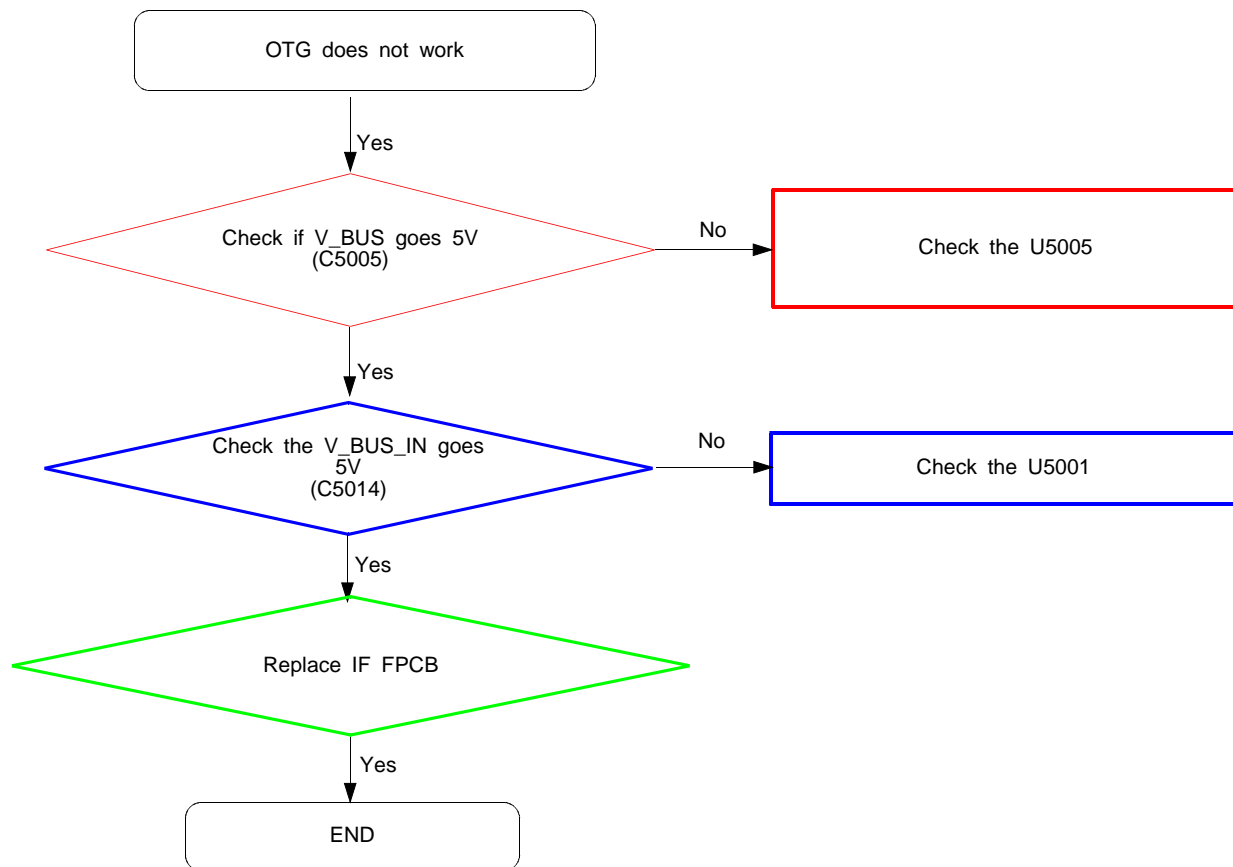 OTG does not work
Yes
Check if V_BUS goes 5V
(C5005)
No
Check the U5005
Yes
Check the V_BUS_IN goes
5V
(C5014)
No
Check the U5001
Yes
Replace IF FPCB
Yes
END